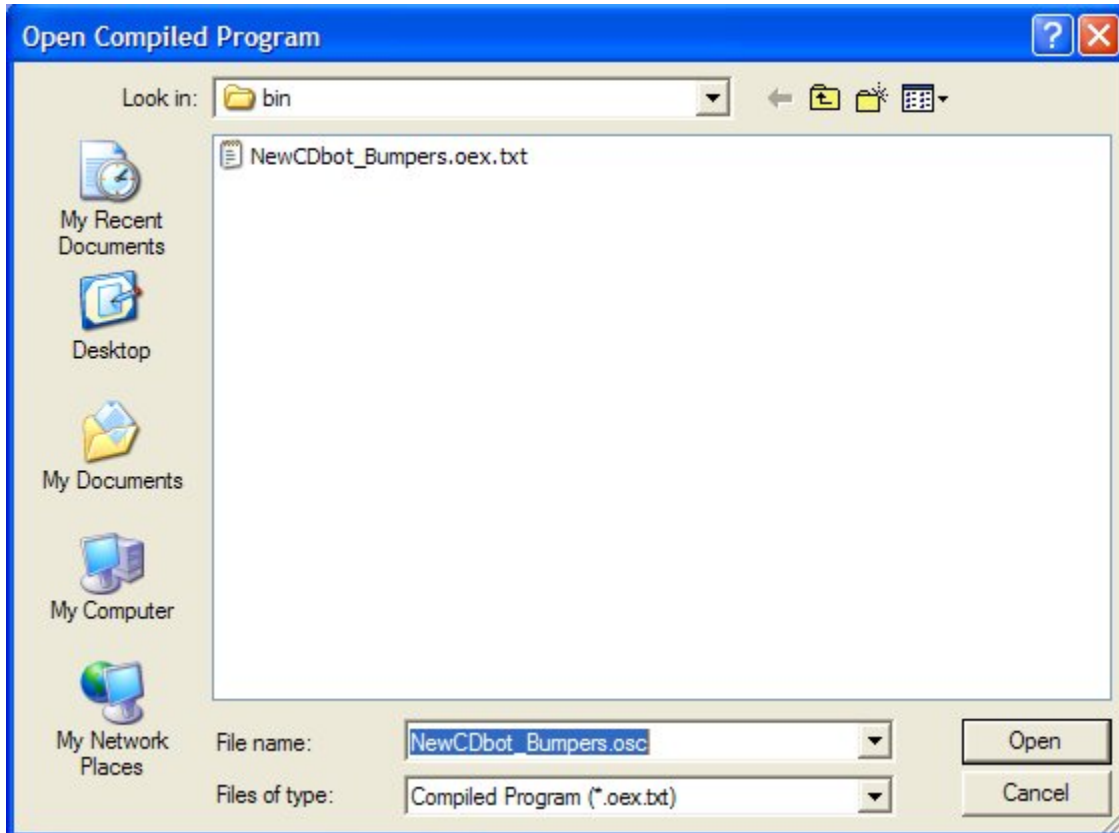 Open Compiled Program
Look in: bin
NewCDbot_Bumpers.oex.txt
My Recent
Documents
Desktop
My Documents
My Computer
My Network
Places
File name: NewCDbot_Bumpers.osc Open
Files of type: Compiled Program (*.oex.txt) Cancel